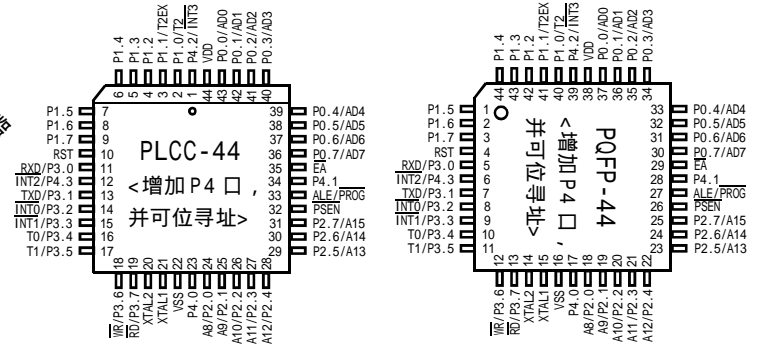 P1.4
P1.3
P1.2
P1.1/T2EX
P1.0/T2
P4.2/INT3
VDD
P0.0/AD0
P0.1/AD1
P0.2/AD2
P0.3/AD3
6 5 4 3 2 1 44 43 42 41 40
P1.5 7
P1.6 8
P1.7 9
RST 10
RXD/P3.0 11
INT2/P4.3 12
TXD/P3.1 13
INT0/P3.2 14
INT1/P3.3 15
T0/P3.4 16
T1/P3.5 17
PLCC-44
<增加P4口,
并可位寻址>
39 P0.4/AD4
38 P0.5/AD5
37 P0.6/AD6
36 P0.7/AD7
35 EA
34 P4.1
33 ALE/PROG
32 PSEN
31 P2.7/A15
30 P2.6/A14
29 P2.5/A13
18 19 20 21 22 23 24 25 26 27 28
WR/P3.6
RD/P3.7
XTAL2
XTAL1
VSS
P4.0
A8/P2.0
A9/P2.1
A10/P2.2
A11/P2.3
A12/P2.4
P1.4
P1.3
P1.2
P1.1/T2EX
P1.0/T2
P4.2/INT3
VDD
P0.0/AD0
P0.1/AD1
P0.2/AD2
P0.3/AD3
44 43 42 41 40 39 38 37 36 35 34
P1.5 1
P1.6 2
P1.7 3
RST 4
RXD/P3.0 5
INT2/P4.3 6
TXD/P3.1 7
INT0/P3.2 8
INT1/P3.3 9
T0/P3.4 10
T1/P3.5 11
PQFP-44
<增加P4口,
并可位寻址>
33 P0.4/AD4
32 P0.5/AD5
31 P0.6/AD6
30 P0.7/AD7
29 EA
28 P4.1
27 ALE/PROG
26 PSEN
25 P2.7/A15
24 P2.6/A14
23 P2.5/A13
12 13 14 15 16 17 18 19 20 21 22
WR/P3.6
RD/P3.7
XTAL2
XTAL1
VSS
P4.0
A8/P2.0
A9/P2.1
A10/P2.2
A11/P2.3
A12/P2.4